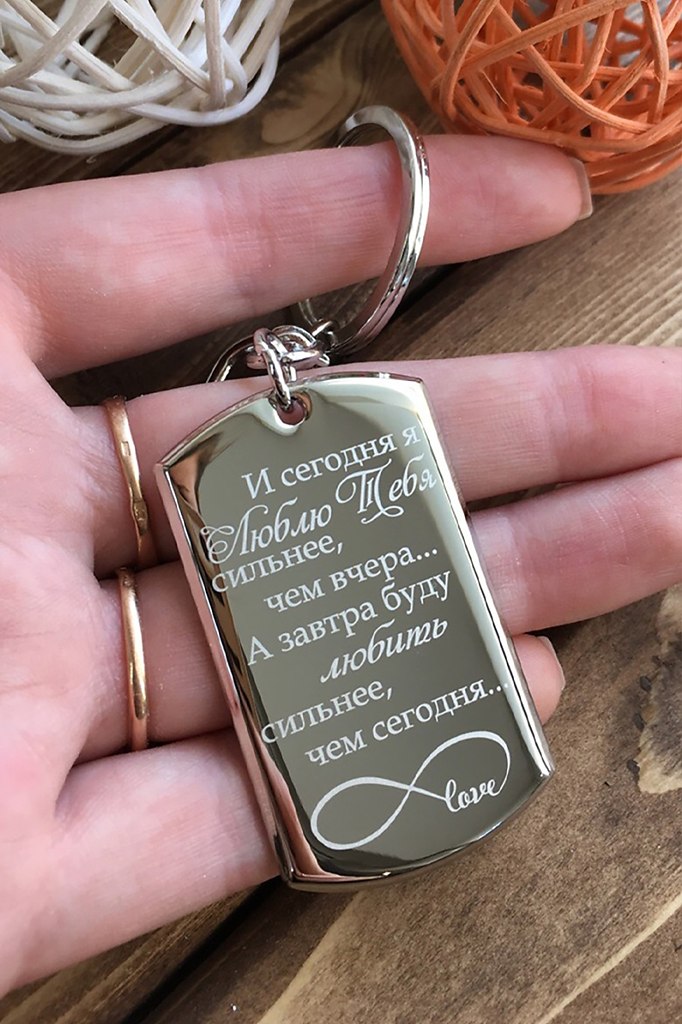 И сегодня я
Люблю Тебя
сильнее,
чем вчера...
А завтра буду
любить
сильнее,
чем сегодня...
love